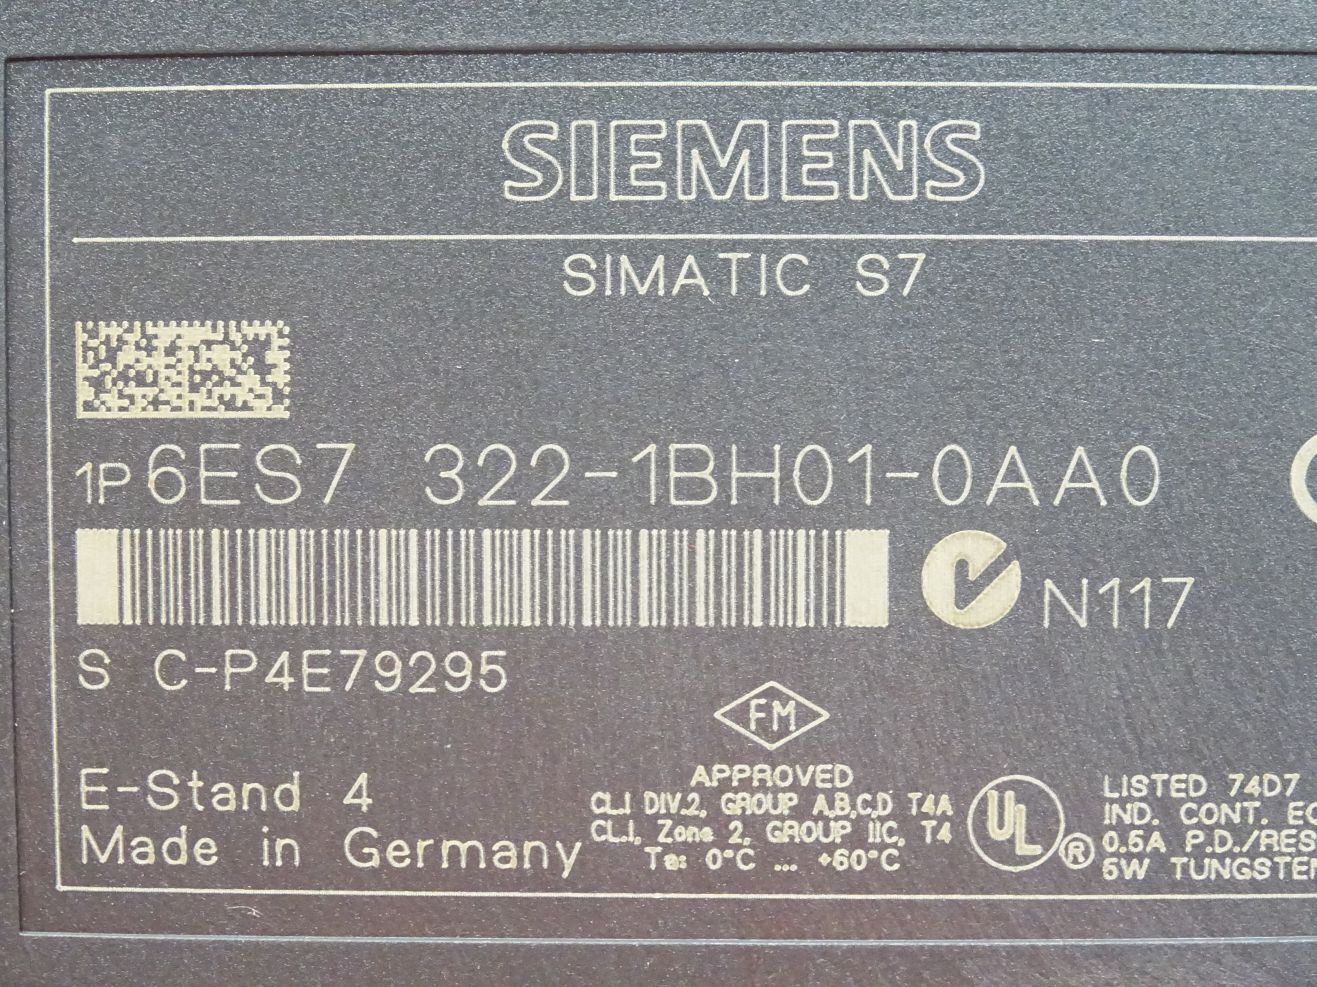 SIEMENS
SIMATIC S7
1P 6ES7 322-1BH01-0AA0
N117
S C-P4E79295
FM
APPROVED
CL.I DIV.2, GROUP A,B,C,D T4A
CL.I, Zone 2, GROUP IIC, T4
Ta: 0°C ... +60°C
E-Stand 4
Made in Germany
UL ®
LISTED 74D7
IND. CONT.
0.5A P.D./RES
5W TUNGSTEN